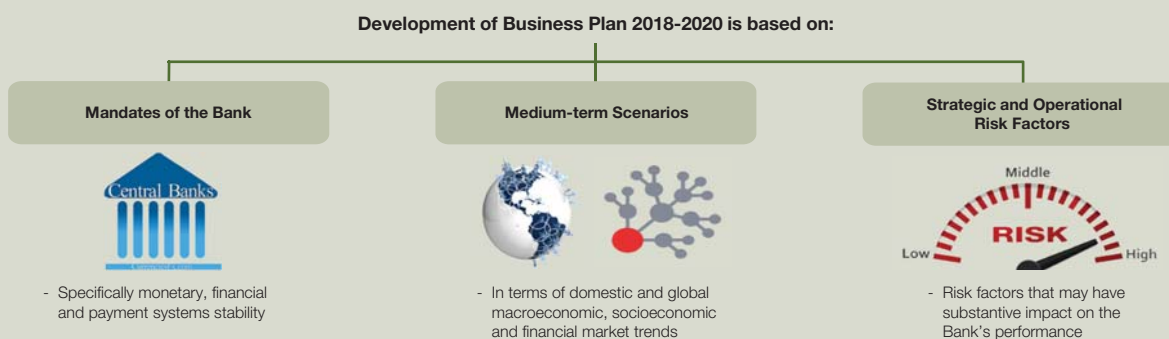 Development of Business Plan 2018-2020 is based on:
Mandates of the Bank
Central Banks
- Specifically monetary, financial
and payment systems stability
Medium-term Scenarios
- In terms of domestic and global
macroeconomic, socioeconomic
and financial market trends
Strategic and Operational
Risk Factors
Middle
RISK
Low
High
- Risk factors that may have
substantive impact on the
Bank's performance